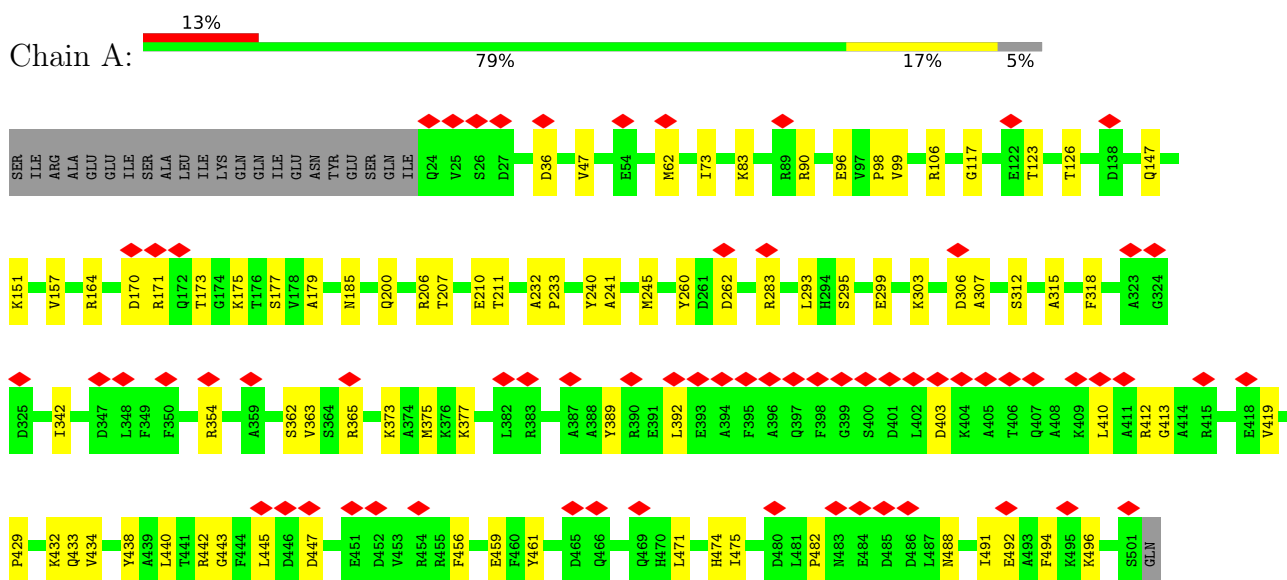 13%
Chain A:
79% 17% 5%
SER ILE ARG ALA GLU GLU ILE SER ALA LEU ILE LYS GLN GLN ILE GLU ASN TYR GLU SER GLN ILE Q24 V25 S26 D27 D36 V47 E54 M62 I73 K83 R89 R90 E96 V97 P98 V99 R106 G117 E122 T123 T126 D138 Q147
K151 V157 R164 D170 R171 Q172 T173 G174 K175 T176 S177 V178 A179 N185 Q200 R206 T207 E210 T211 A232 P233 Y240 A241 M245 Y260 D261 D262 R283 L293 H294 S295 E299 K303 D306 A307 S312 A315 F318 A323 G324
D325 I342 D347 L348 F349 F350 R354 A359 S362 V363 S364 R365 K373 A374 M375 K376 K377 L382 R383 A387 A388 Y389 R390 E391 L392 E393 A394 F395 A396 Q397 F398 G399 S400 D401 L402 D403 K404 A405 T406 Q407 A408 K409 L410 A411 R412 G413 A414 R415 E418 V419
P429 K432 Q433 V434 Y438 A439 L440 T441 R442 G443 F444 L445 D446 D447 E451 D452 V453 R454 R455 F456 E459 F460 Y461 D465 Q466 Q469 H470 L471 H474 I475 D480 L481 P482 N483 E484 D485 D486 L487 N488 I491 E492 A493 F494 K495 K496 S501 GLN